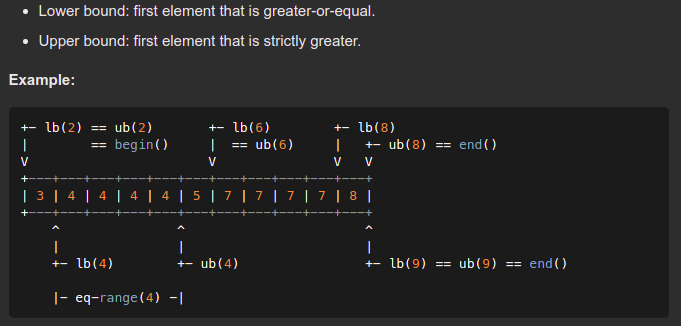 • Lower bound: first element that is greater-or-equal.
• Upper bound: first element that is strictly greater.
Example:
+- lb(2) == ub(2)       +- lb(6)        +- lb(8)
|        == begin()     |  == ub(6)     |   +- ub(8) == end()
V                       V               V   V
+---+---+---+---+---+---+---+---+---+---+---+
| 3 | 4 | 4 | 4 | 4 | 5 | 7 | 7 | 7 | 7 | 8 |
+---+---+---+---+---+---+---+---+---+---+---+
    ^               ^                       ^
    |               |                       |
    +- lb(4)        +- ub(4)                +- lb(9) == ub(9) == end()
    |- eq-range(4) -|